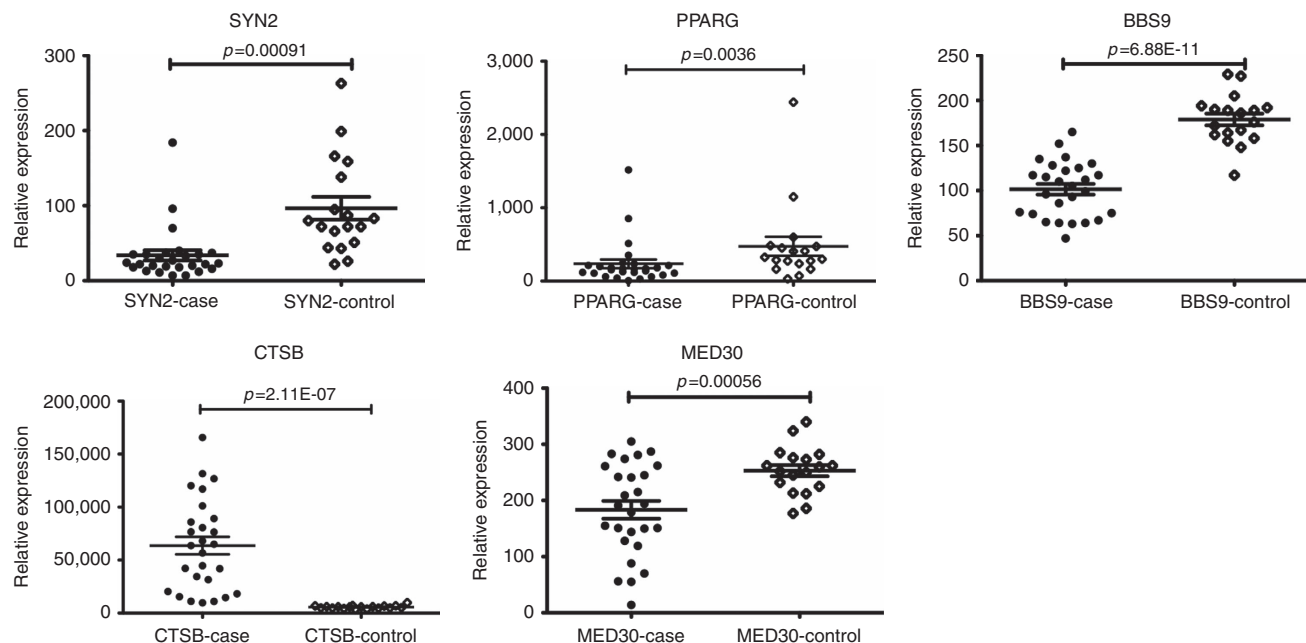 SYN2
p=0.00091
300
200
100
0
Relative expression
SYN2-case
SYN2-control
PPARG
p=0.0036
3,000
2,000
1,000
0
Relative expression
PPARG-case
PPARG-control
BBS9
p=6.88E-11
250
200
150
100
50
0
Relative expression
BBS9-case
BBS9-control
CTSB
p=2.11E-07
200,000
150,000
100,000
50,000
0
Relative expression
CTSB-case
CTSB-control
MED30
p=0.00056
400
300
200
100
0
Relative expression
MED30-case
MED30-control